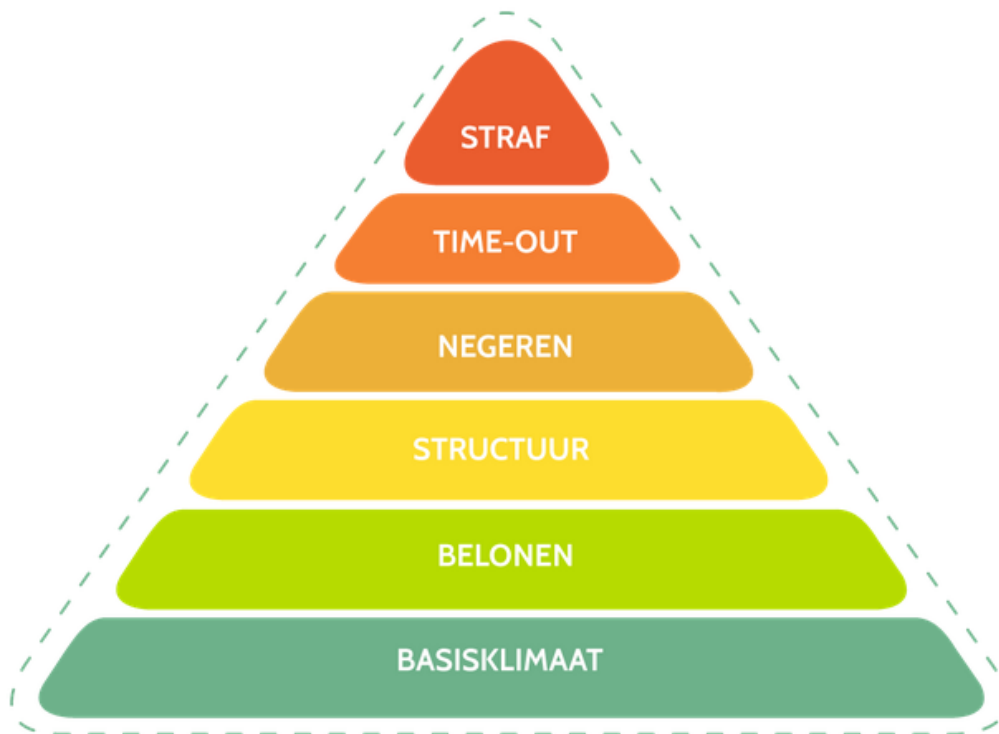 STRAF
TIME-OUT
NEGEREN
STRUCTUUR
BELONEN
BASISKLIMAAT